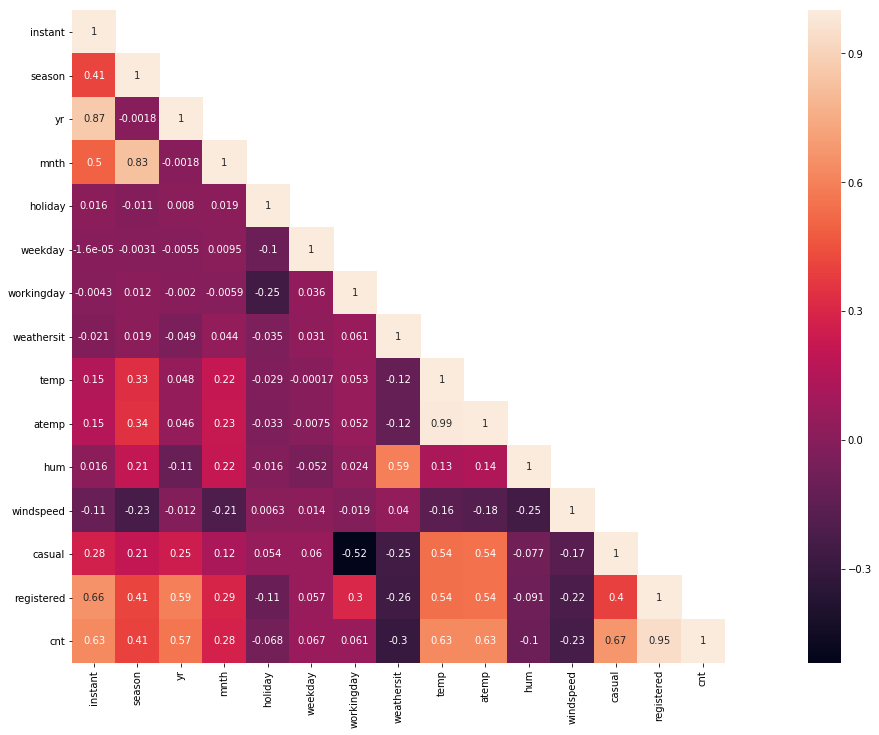 instant 1
season 0.41 1
yr 0.87 -0.0018 1
mnth 0.5 0.83 -0.0018 1
holiday 0.016 -0.011 0.008 0.019 1
weekday -1.6e-05 -0.0031 -0.0055 0.0095 -0.1 1
workingday -0.0043 0.012 -0.002 -0.0059 -0.25 0.036 1
weathersit -0.021 0.019 -0.049 0.044 -0.035 0.031 0.061 1
temp 0.15 0.33 0.048 0.22 -0.029 -0.00017 0.053 -0.12 1
atemp 0.15 0.34 0.046 0.23 -0.033 -0.0075 0.052 -0.12 0.99 1
hum 0.016 0.21 -0.11 0.22 -0.016 -0.052 0.024 0.59 0.13 0.14 1
windspeed -0.11 -0.23 -0.012 -0.21 0.0063 0.014 -0.019 0.04 -0.16 -0.18 -0.25 1
casual 0.28 0.21 0.25 0.12 0.054 0.06 -0.52 -0.25 0.54 0.54 -0.077 -0.17 1
registered 0.66 0.41 0.59 0.29 -0.11 0.057 0.3 -0.26 0.54 0.54 -0.091 -0.22 0.4 1
cnt 0.63 0.41 0.57 0.28 -0.068 0.067 0.061 -0.3 0.63 0.63 -0.1 -0.23 0.67 0.95 1
instant season yr mnth holiday weekday workingday weathersit temp atemp hum windspeed casual registered cnt
0.9
0.6
0.3
0.0
−0.3